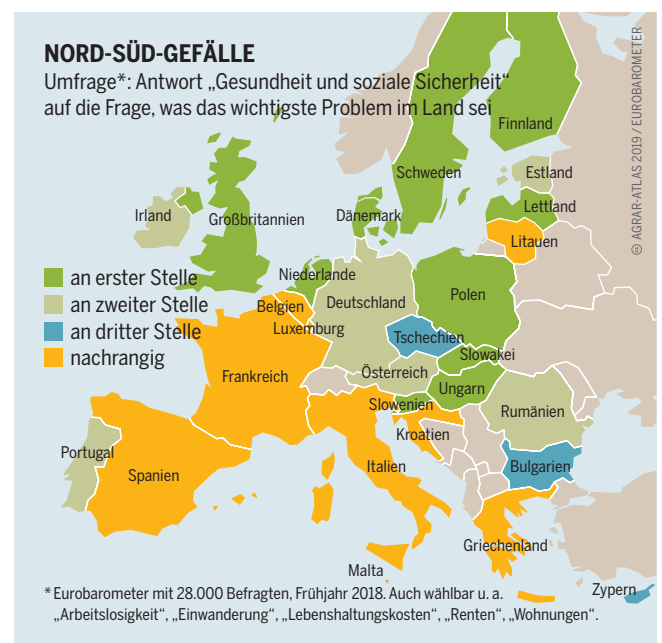 NORD-SÜD-GEFÄLLE
Umfrage*: Antwort „Gesundheit und soziale Sicherheit“
auf die Frage, was das wichtigste Problem im Land sei
Finnland
Schweden
Estland
Lettland
Litauen
Irland
Großbritannien
Dänemark
an erster Stelle
an zweiter Stelle
an dritter Stelle
nachrangig
Niederlande
Belgien
Luxemburg
Deutschland
Polen
Tschechien
Slowakei
Österreich
Ungarn
Frankreich
Slowenien
Kroatien
Rumänien
Portugal
Spanien
Italien
Bulgarien
Griechenland
Malta
Zypern
* Eurobarometer mit 28.000 Befragten, Frühjahr 2018. Auch wählbar u. a.
„Arbeitslosigkeit“, „Einwanderung“, „Lebenshaltungskosten“, „Renten“, „Wohnungen“.
AGRAR-ATLAS 2019 / EUROBAROMETER